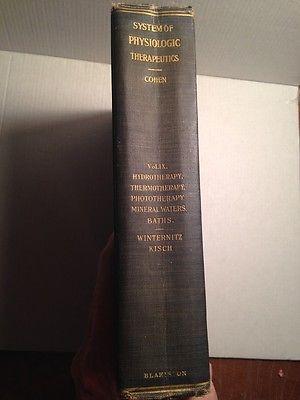 SYSTEM OF
PHYSIOLOGIC
THERAPEUTICS
COHEN
VOL.IX.
HYDROTHERAPY,
THERMOTHERAPY,
PHOTOTHERAPY
MINERAL WATERS.
BATHS.
WINTERNITZ
KISCH
BLAKISTON